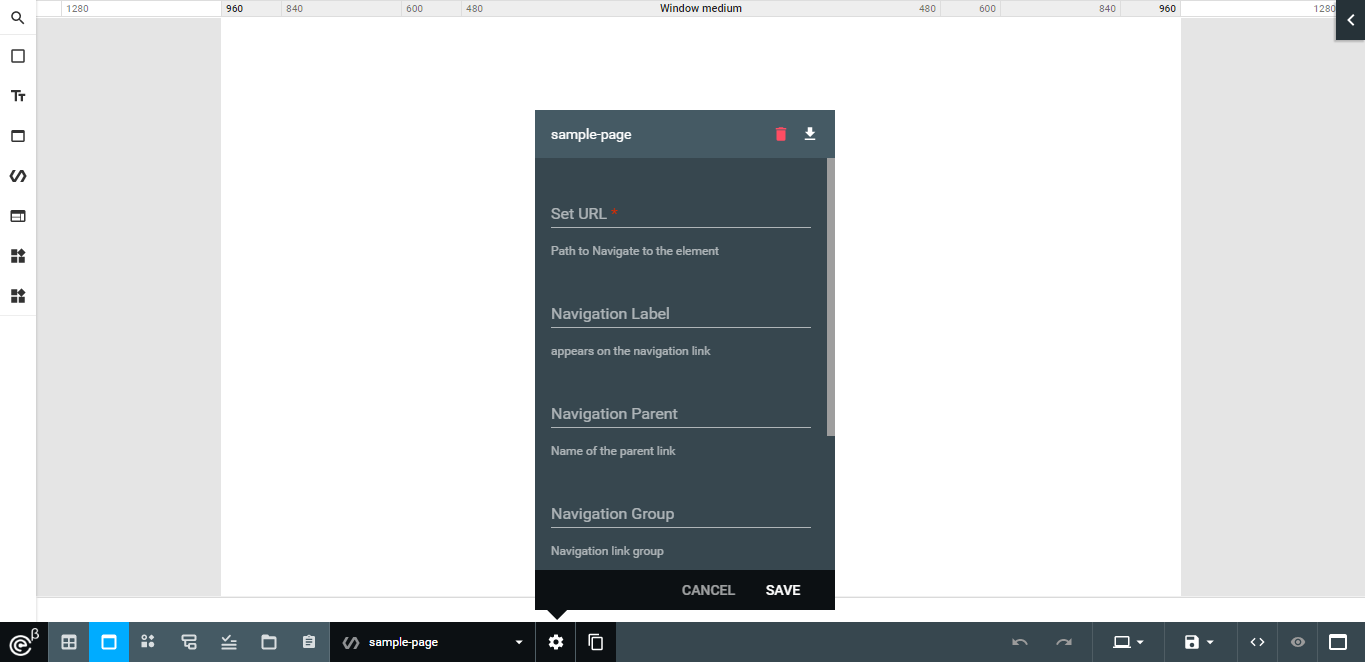 1280 960 840 600 480 Window medium 480 600 840 960 1280
sample-page
Set URL *
Path to Navigate to the element
Navigation Label
appears on the navigation link
Navigation Parent
Name of the parent link
Navigation Group
Navigation link group
CANCEL SAVE
β
sample-page